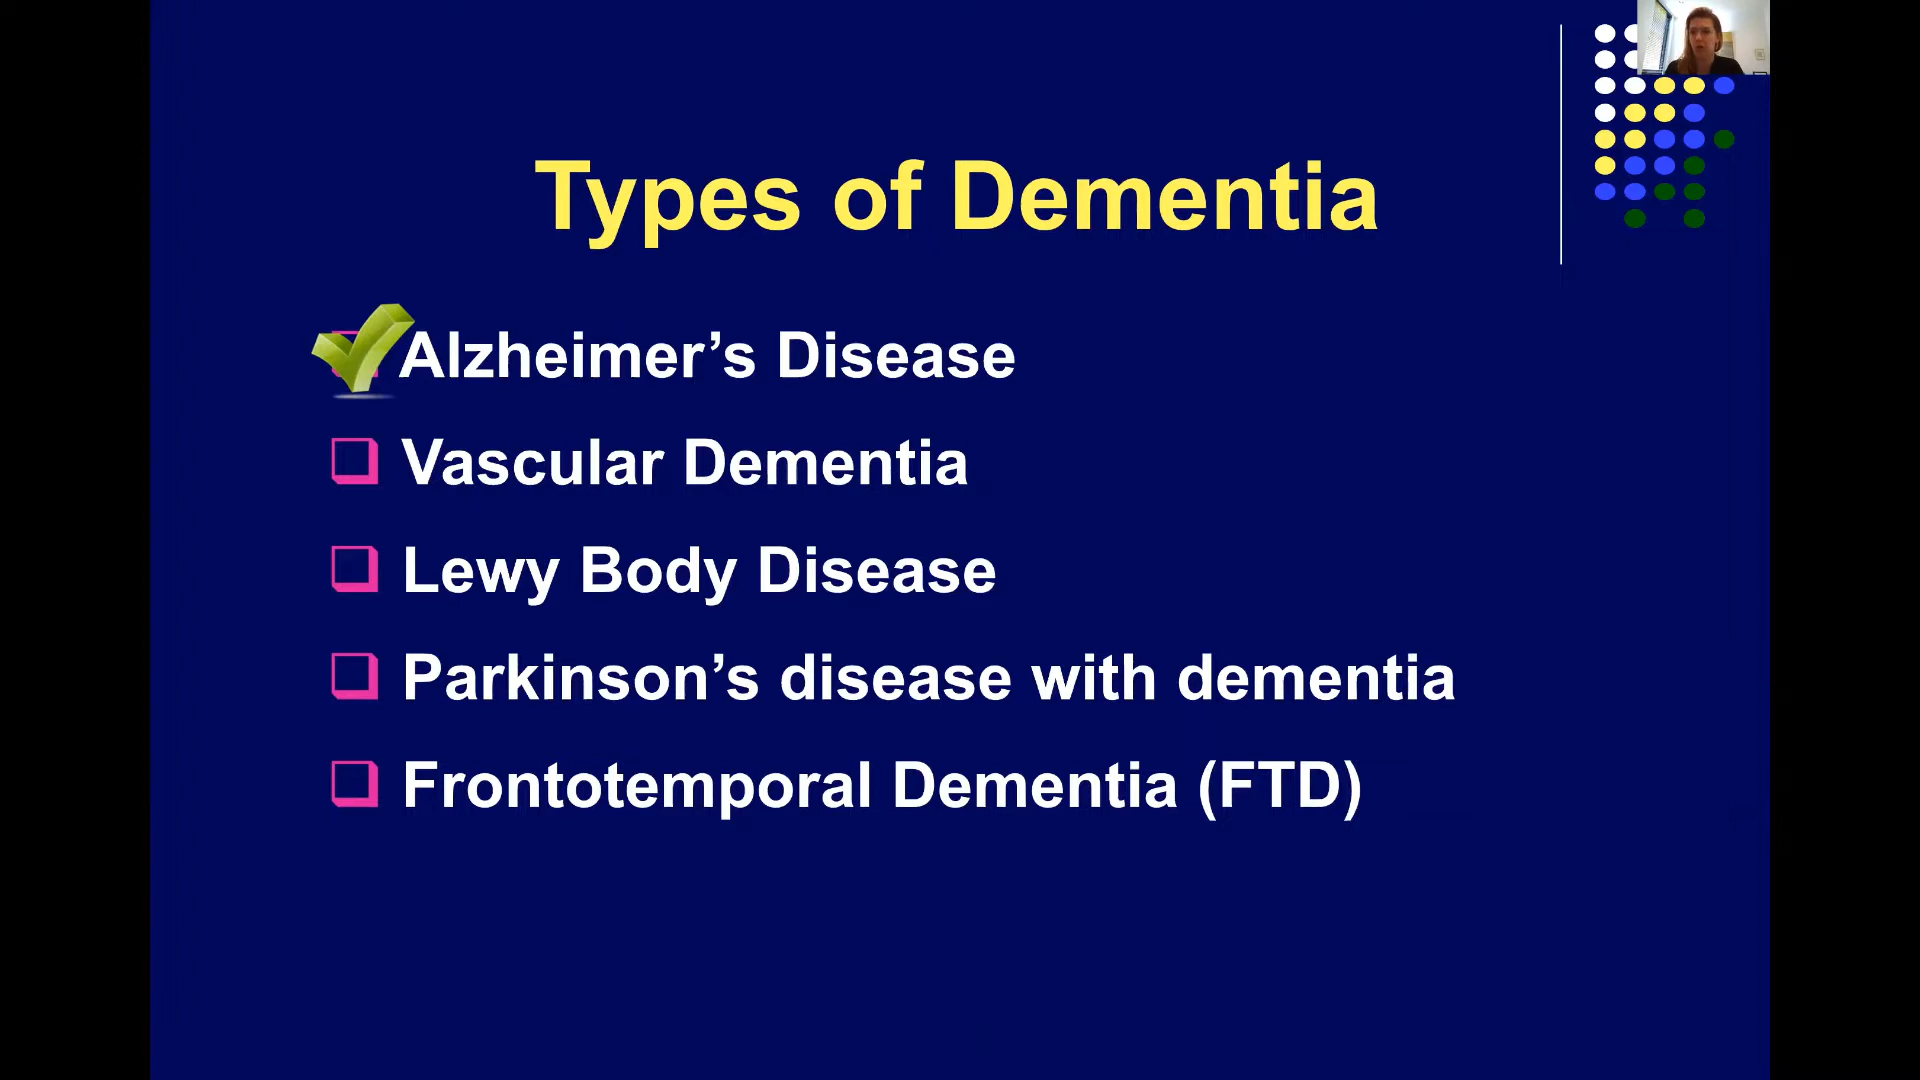 Types of Dementia
Alzheimer’s Disease
Vascular Dementia
Lewy Body Disease
Parkinson’s disease with dementia
Frontotemporal Dementia (FTD)